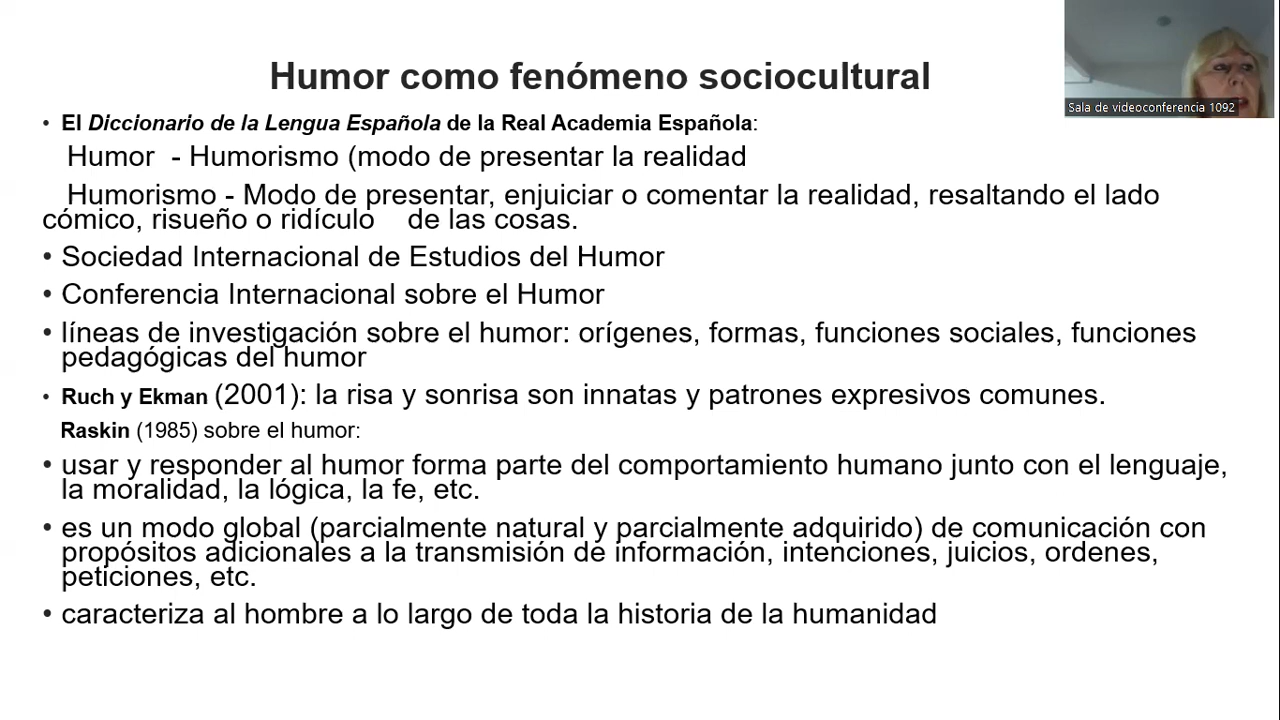 Humor como fenómeno sociocultural
Sala de videoconferencia 1092
• El Diccionario de la Lengua Española de la Real Academia Española:
Humor - Humorismo (modo de presentar la realidad
Humorismo - Modo de presentar, enjuiciar o comentar la realidad, resaltando el lado
cómico, risueño o ridículo de las cosas.
• Sociedad Internacional de Estudios del Humor
• Conferencia Internacional sobre el Humor
• líneas de investigación sobre el humor: orígenes, formas, funciones sociales, funciones
pedagógicas del humor
• Ruch y Ekman (2001): la risa y sonrisa son innatas y patrones expresivos comunes.
Raskin (1985) sobre el humor:
• usar y responder al humor forma parte del comportamiento humano junto con el lenguaje,
la moralidad, la lógica, la fe, etc.
• es un modo global (parcialmente natural y parcialmente adquirido) de comunicación con
propósitos adicionales a la transmisión de información, intenciones, juicios, ordenes,
peticiones, etc.
• caracteriza al hombre a lo largo de toda la historia de la humanidad